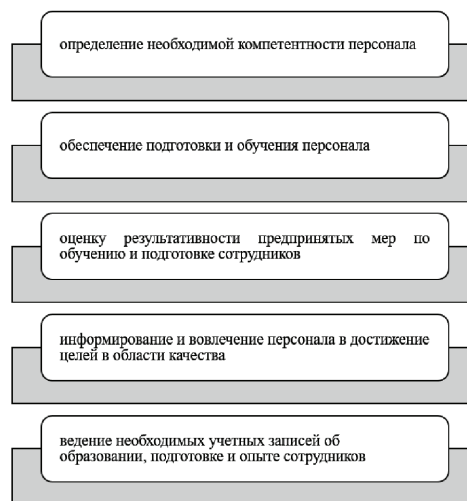 определение необходимой компетентности персонала
обеспечение подготовки и обучения персонала
оценку результативности предпринятых мер по
обучению и подготовке сотрудников
информирование и вовлечение персонала в достижение
целей в области качества
ведение необходимых учетных записей об
образовании, подготовке и опыте сотрудников